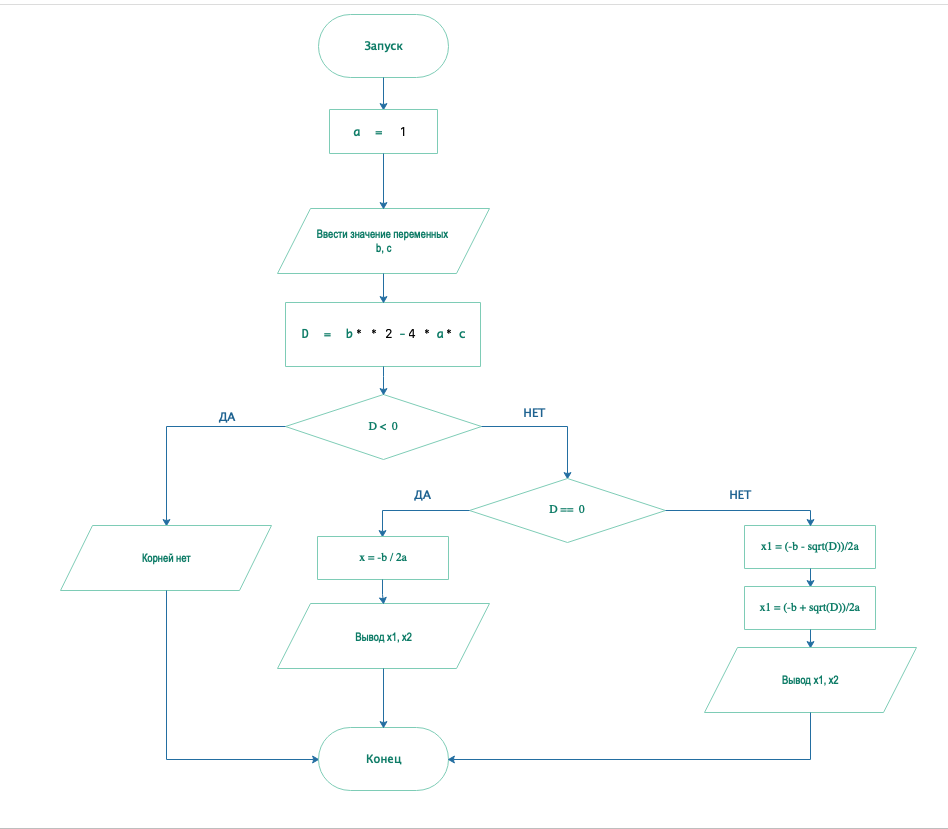 Запуск
a = 1
Ввести значение переменных
b, c
D = b* * 2 -4 * a* c
D < 0
ДА
НЕТ
D == 0
ДА
НЕТ
Корней нет
x = -b / 2a
x1 = (-b - sqrt(D))/2a
x1 = (-b + sqrt(D))/2a
Вывод x1, x2
Вывод x1, x2
Конец